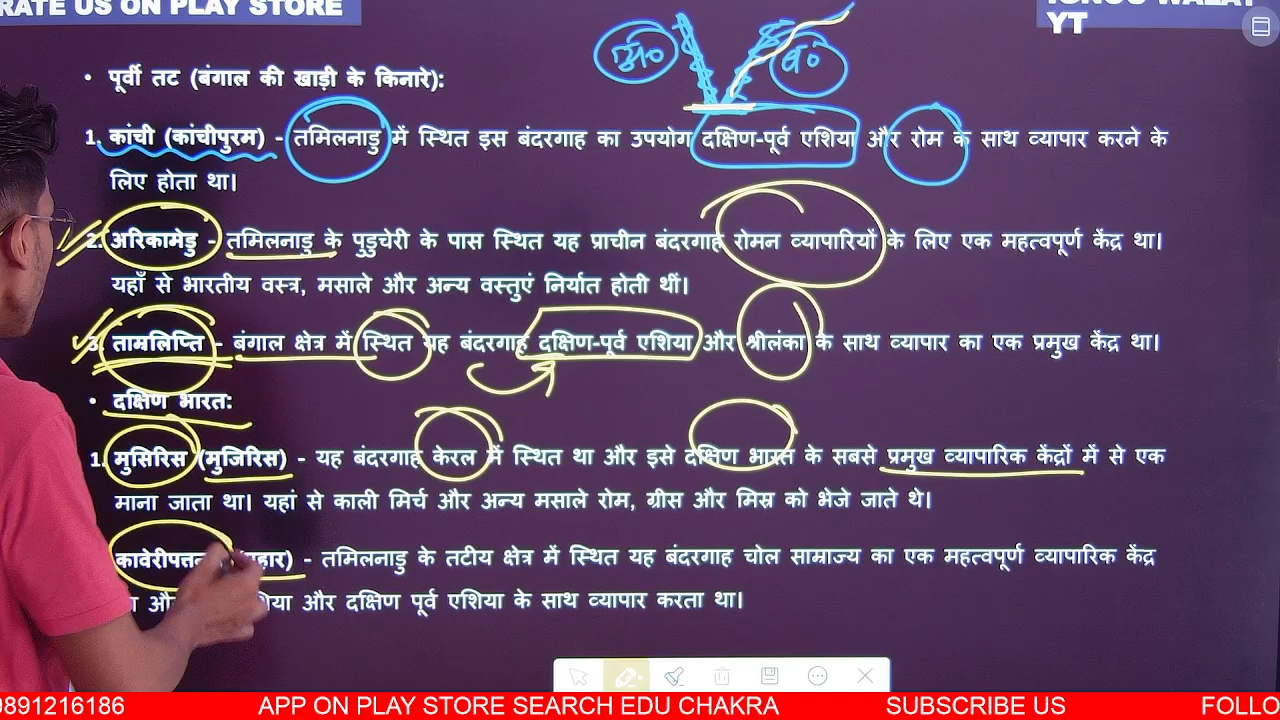 RATE US ON PLAY STORE
YT
• पूर्वी तट (बंगाल की खाड़ी के किनारे):
1. कांची (कांचीपुरम) - तमिलनाडु में स्थित इस बंदरगाह का उपयोग दक्षिण-पूर्व एशिया और रोम के साथ व्यापार करने के
लिए होता था।
2. अरिकामेडु - तमिलनाडु के पुडुचेरी के पास स्थित यह प्राचीन बंदरगाह रोमन व्यापारियों के लिए एक महत्वपूर्ण केंद्र था।
यहाँ से भारतीय वस्त्र, मसाले और अन्य वस्तुएं निर्यात होती थीं।
3. ताम्रलिप्ति - बंगाल क्षेत्र में स्थित यह बंदरगाह दक्षिण-पूर्व एशिया और श्रीलंका के साथ व्यापार का एक प्रमुख केंद्र था।
• दक्षिण भारत:
1. मुसिरिस (मुजिरिस) - यह बंदरगाह केरल में स्थित था और इसे दक्षिण भारत के सबसे प्रमुख व्यापारिक केंद्रों में से एक
माना जाता था। यहां से काली मिर्च और अन्य मसाले रोम, ग्रीस और मिस्र को भेजे जाते थे।
- तमिलनाडु के तटीय क्षेत्र में स्थित यह बंदरगाह चोल साम्राज्य का एक महत्वपूर्ण व्यापारिक केंद्र
और दक्षिण पूर्व एशिया के साथ व्यापार करता था।
9891216186 APP ON PLAY STORE SEARCH EDU CHAKRA SUBSCRIBE US FOLLO